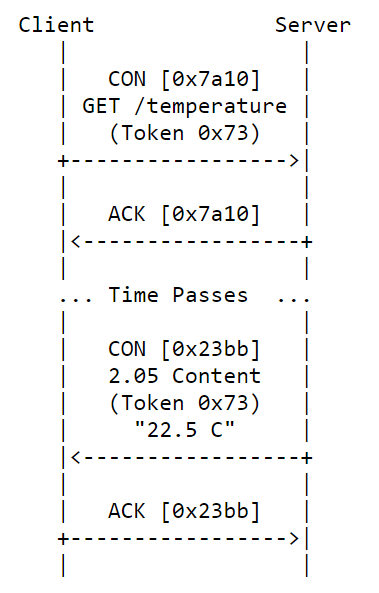 Client Server
CON [0x7a10]
GET /temperature
(Token 0x73)
+----------------->|
ACK [0x7a10]
|<-----------------+
... Time Passes ...
CON [0x23bb]
2.05 Content
(Token 0x73)
"22.5 C"
|<-----------------+
ACK [0x23bb]
+----------------->|